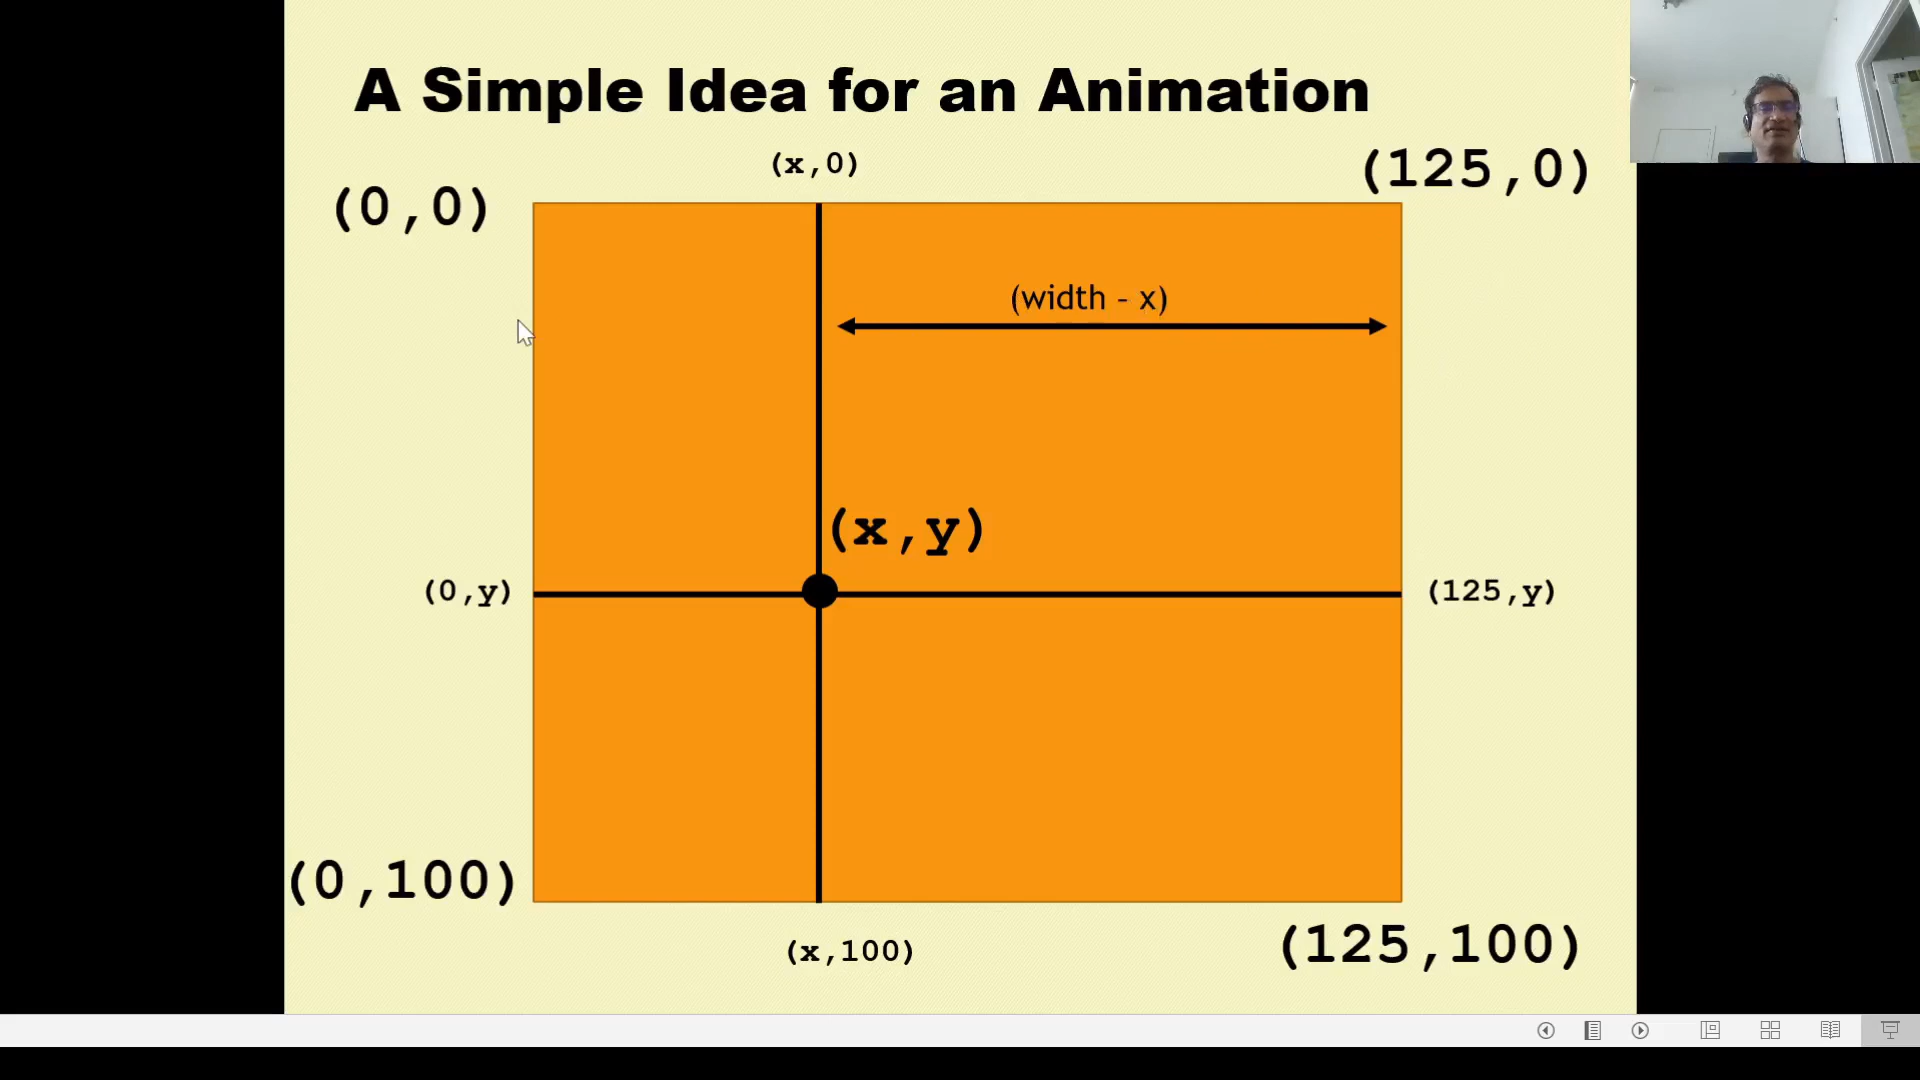 A Simple Idea for an Animation
(x,0)
(125,0)
(0,0)
(width - x)
(x,y)
(0,y)
(125,y)
(0,100)
(125,100)
(x,100)